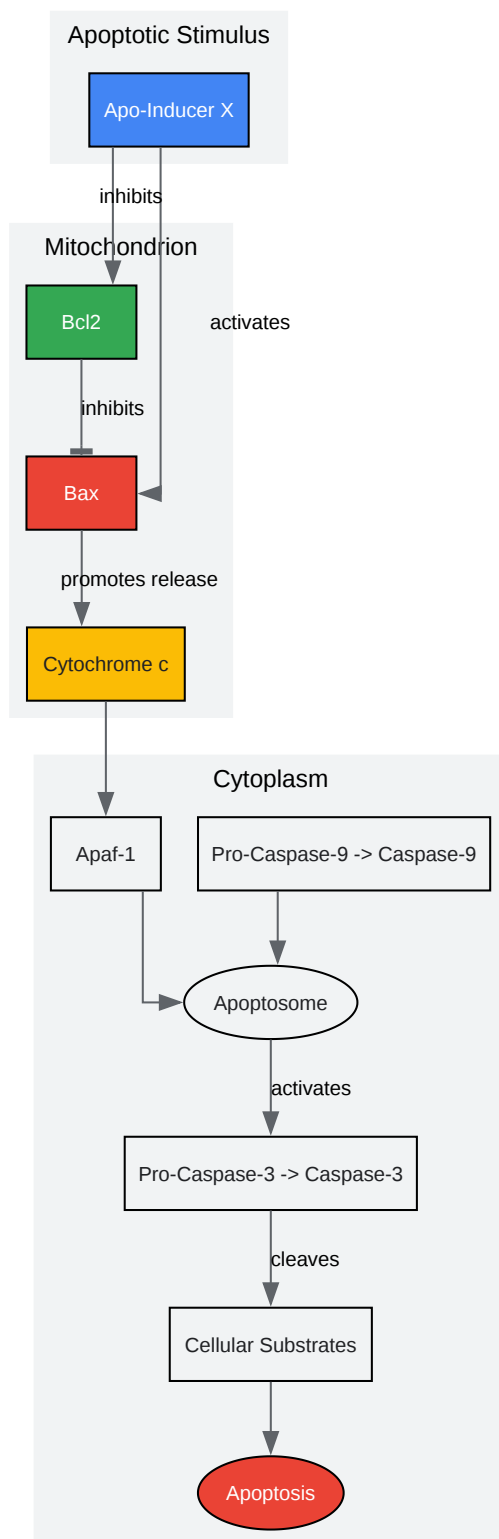 Apoptotic Stimulus
Apo-Inducer X
inhibits
Mitochondrion
Bcl2
activates
inhibits
Bax
promotes release
Cytochrome c
Cytoplasm
Apaf-1
Pro-Caspase-9 -> Caspase-9
Apoptosome
activates
Pro-Caspase-3 -> Caspase-3
cleaves
Cellular Substrates
Apoptosis